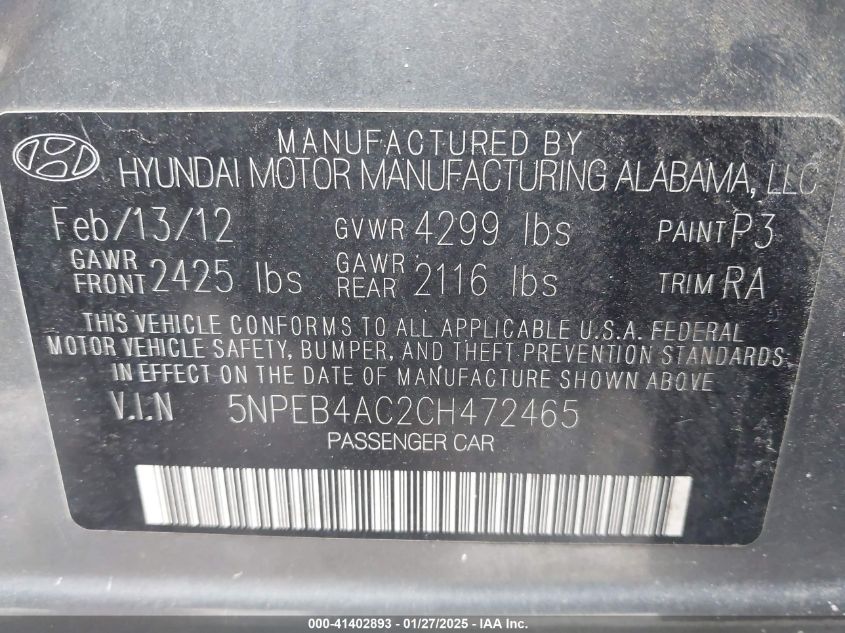 MANUFACTURED BY
HYUNDAI MOTOR MANUFACTURING ALABAMA, LLC
Feb/13/12 GVWR 4299 lbs PAINT P3
GAWR FRONT 2425 lbs GAWR REAR 2116 lbs TRIM RA
THIS VEHICLE CONFORMS TO ALL APPLICABLE U.S.A. FEDERAL
MOTOR VEHICLE SAFETY, BUMPER, AND THEFT PREVENTION STANDARDS
IN EFFECT ON THE DATE OF MANUFACTURE SHOWN ABOVE
V.I.N 5NPEB4AC2CH472465
PASSENGER CAR
000-41402893 - 01/27/2025 - IAA Inc.